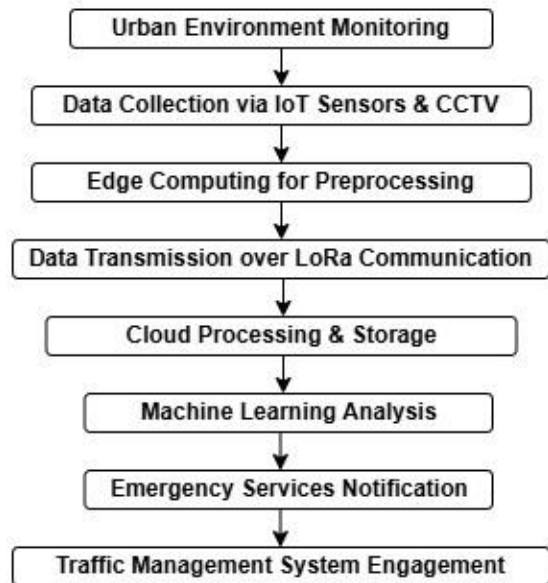 Urban Environment Monitoring
Data Collection via IoT Sensors & CCTV
Edge Computing for Preprocessing
Data Transmission over LoRa Communication
Cloud Processing & Storage
Machine Learning Analysis
Emergency Services Notification
Traffic Management System Engagement